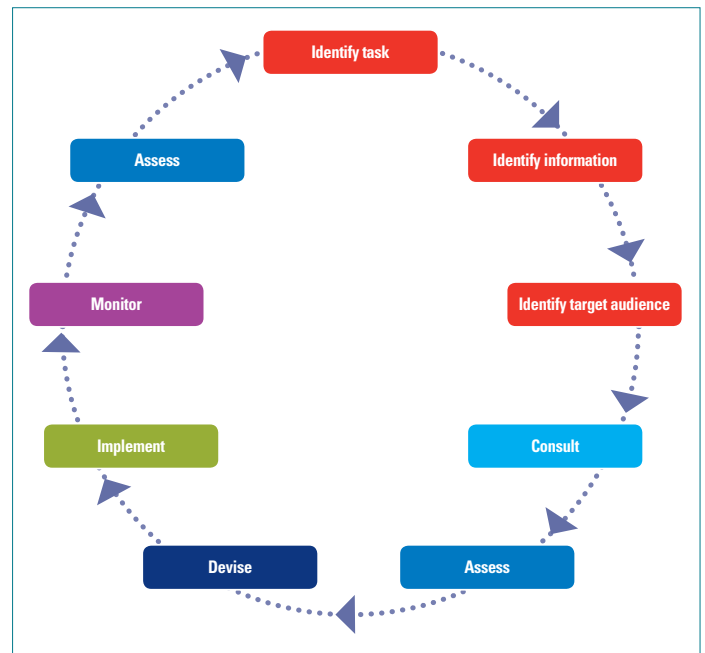 Identify task
Identify information
Identify target audience
Consult
Assess
Devise
Implement
Monitor
Assess